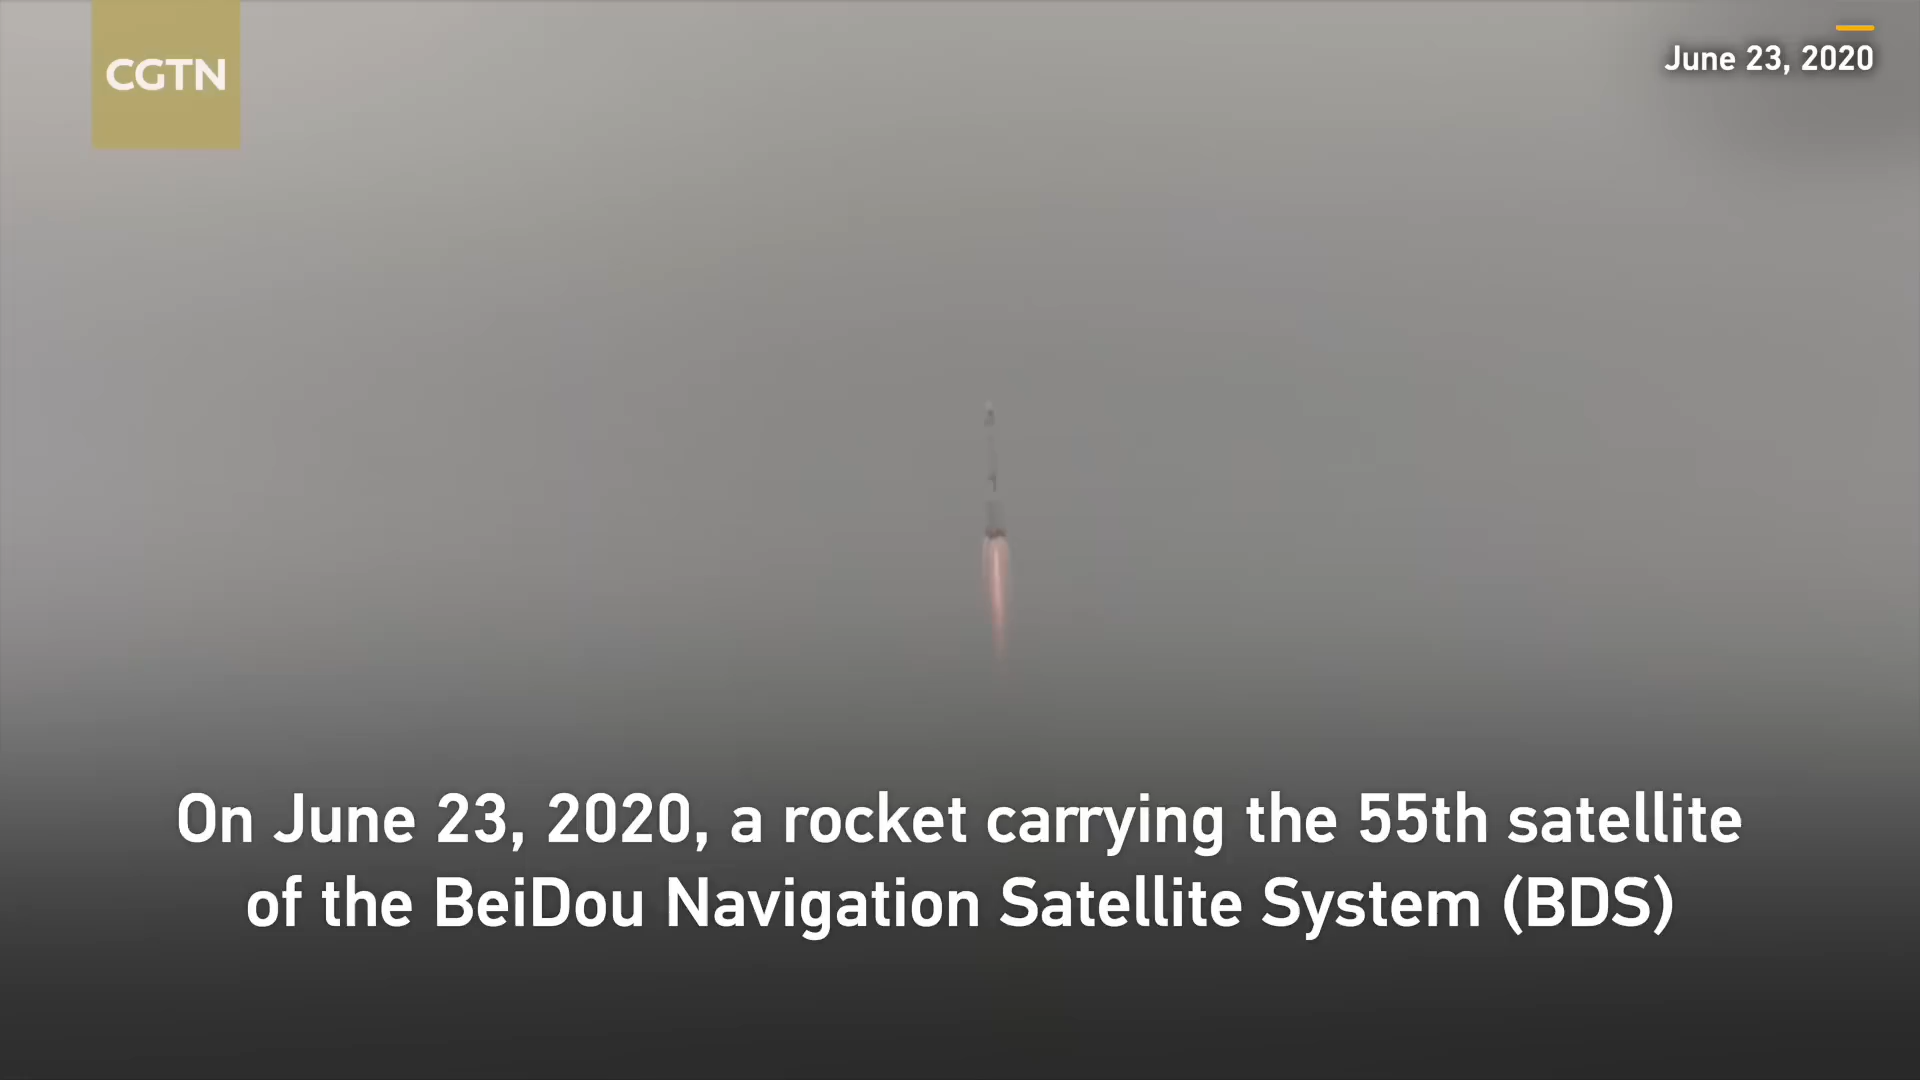 CGTN
June 23, 2020
On June 23, 2020, a rocket carrying the 55th satellite
of the BeiDou Navigation Satellite System (BDS)